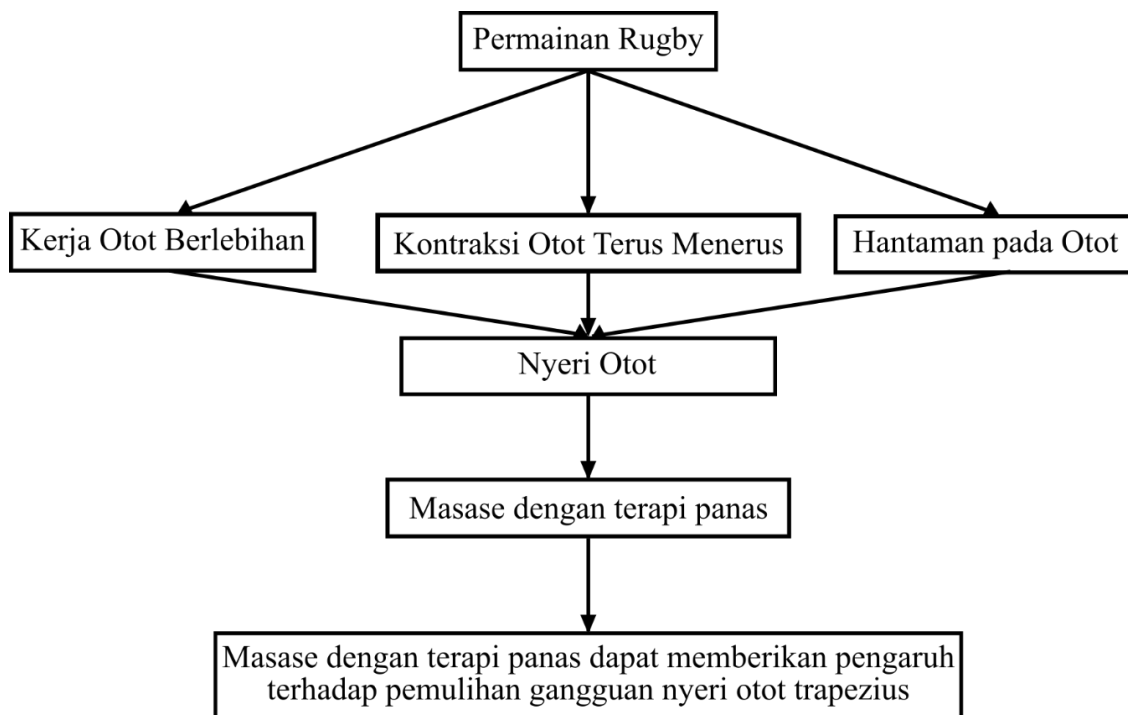 Permainan Rugby
Kerja Otot Berlebihan
Kontraksi Otot Terus Menerus
Hantaman pada Otot
Nyeri Otot
Masase dengan terapi panas
Masase dengan terapi panas dapat memberikan pengaruh
terhadap pemulihan gangguan nyeri otot trapezius